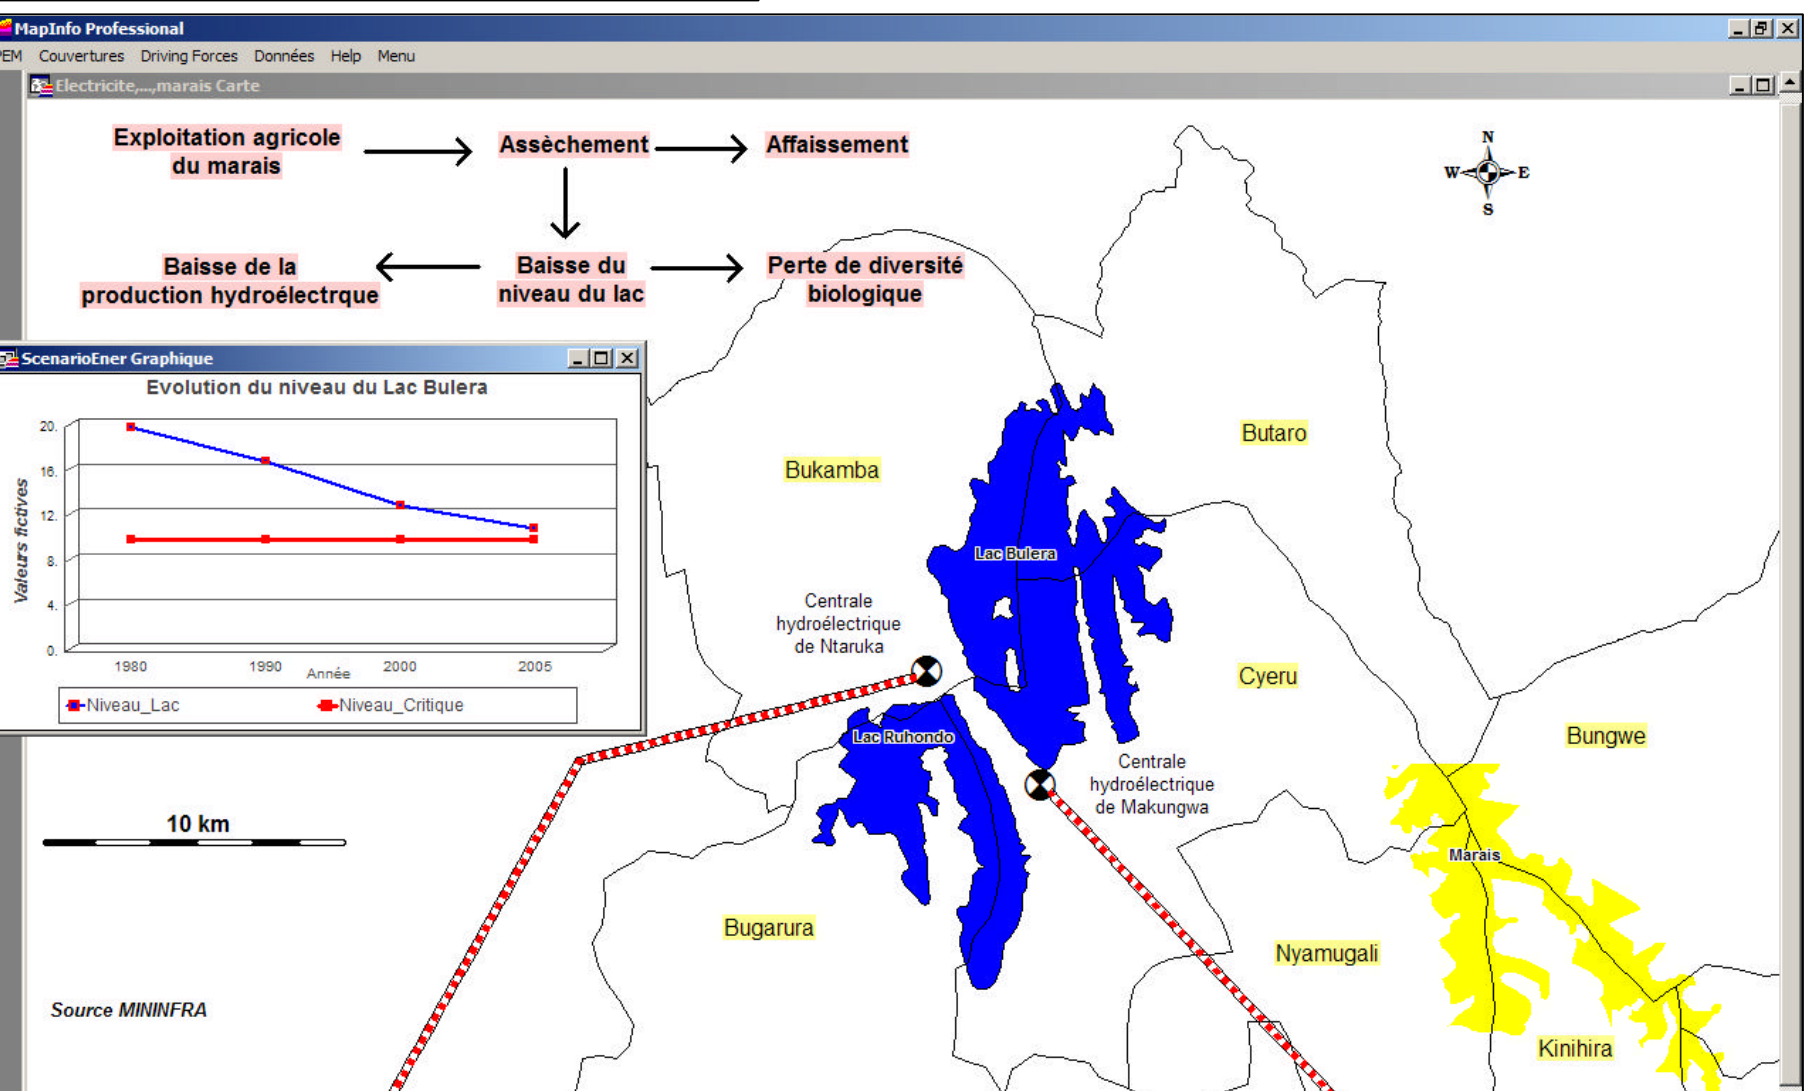 MapInfo Professional
Couvertures Driving Forces Données Help Menu
Electricite,...,marais Carte
Exploitation agricole
du marais
Assèchement
Affaissement
Baisse de la
production hydroélectrque
Baisse du
niveau du lac
Perte de diversité
biologique
N
W E
S
ScenarioEner Graphique
Evolution du niveau du Lac Bulera
Valeurs fictives
20.
16.
12.
8.
4.
0.
1980 1990 2000 2005
Année
Niveau_Lac Niveau_Critique
Butaro
Bukamba
Lac Bulera
Centrale
hydroélectrique
de Ntaruka
Cyeru
Bungwe
Lac Ruhondo
Centrale
hydroélectrique
de Makungwa
10 km
Marais
Bugarura
Nyamugali
Source MININFRA
Kinihira